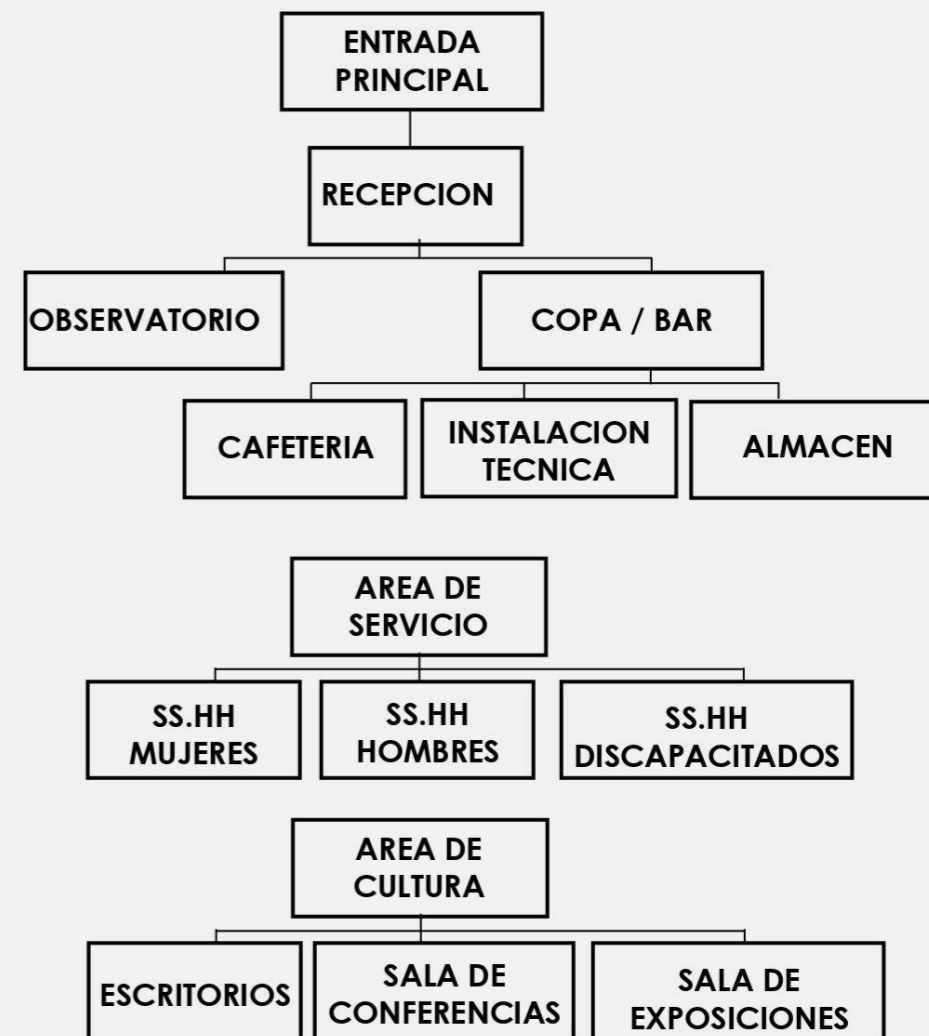 ENTRADA
PRINCIPAL
RECEPCION
OBSERVATORIO
COPA / BAR
CAFETERIA
INSTALACION
TECNICA
ALMACEN
AREA DE
SERVICIO
SS.HH
MUJERES
SS.HH
HOMBRES
SS.HH
DISCAPACITADOS
AREA DE
CULTURA
ESCRITORIOS
SALA DE
CONFERENCIAS
SALA DE
EXPOSICIONES